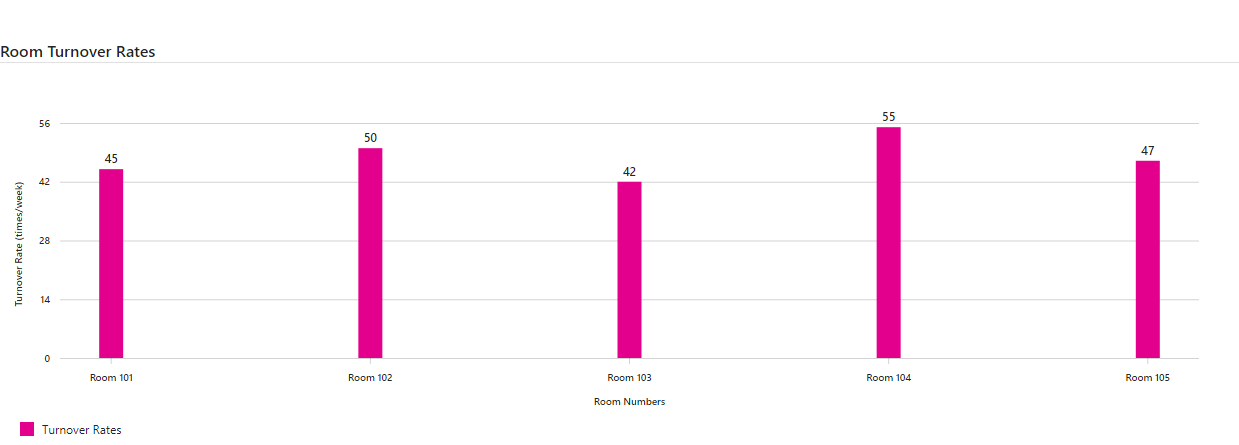 Room Turnover Rates
Turnover Rate (times/week)
56
42
28
14
0
45
50
42
55
47
Room 101
Room 102
Room 103
Room 104
Room 105
Room Numbers
Turnover Rates